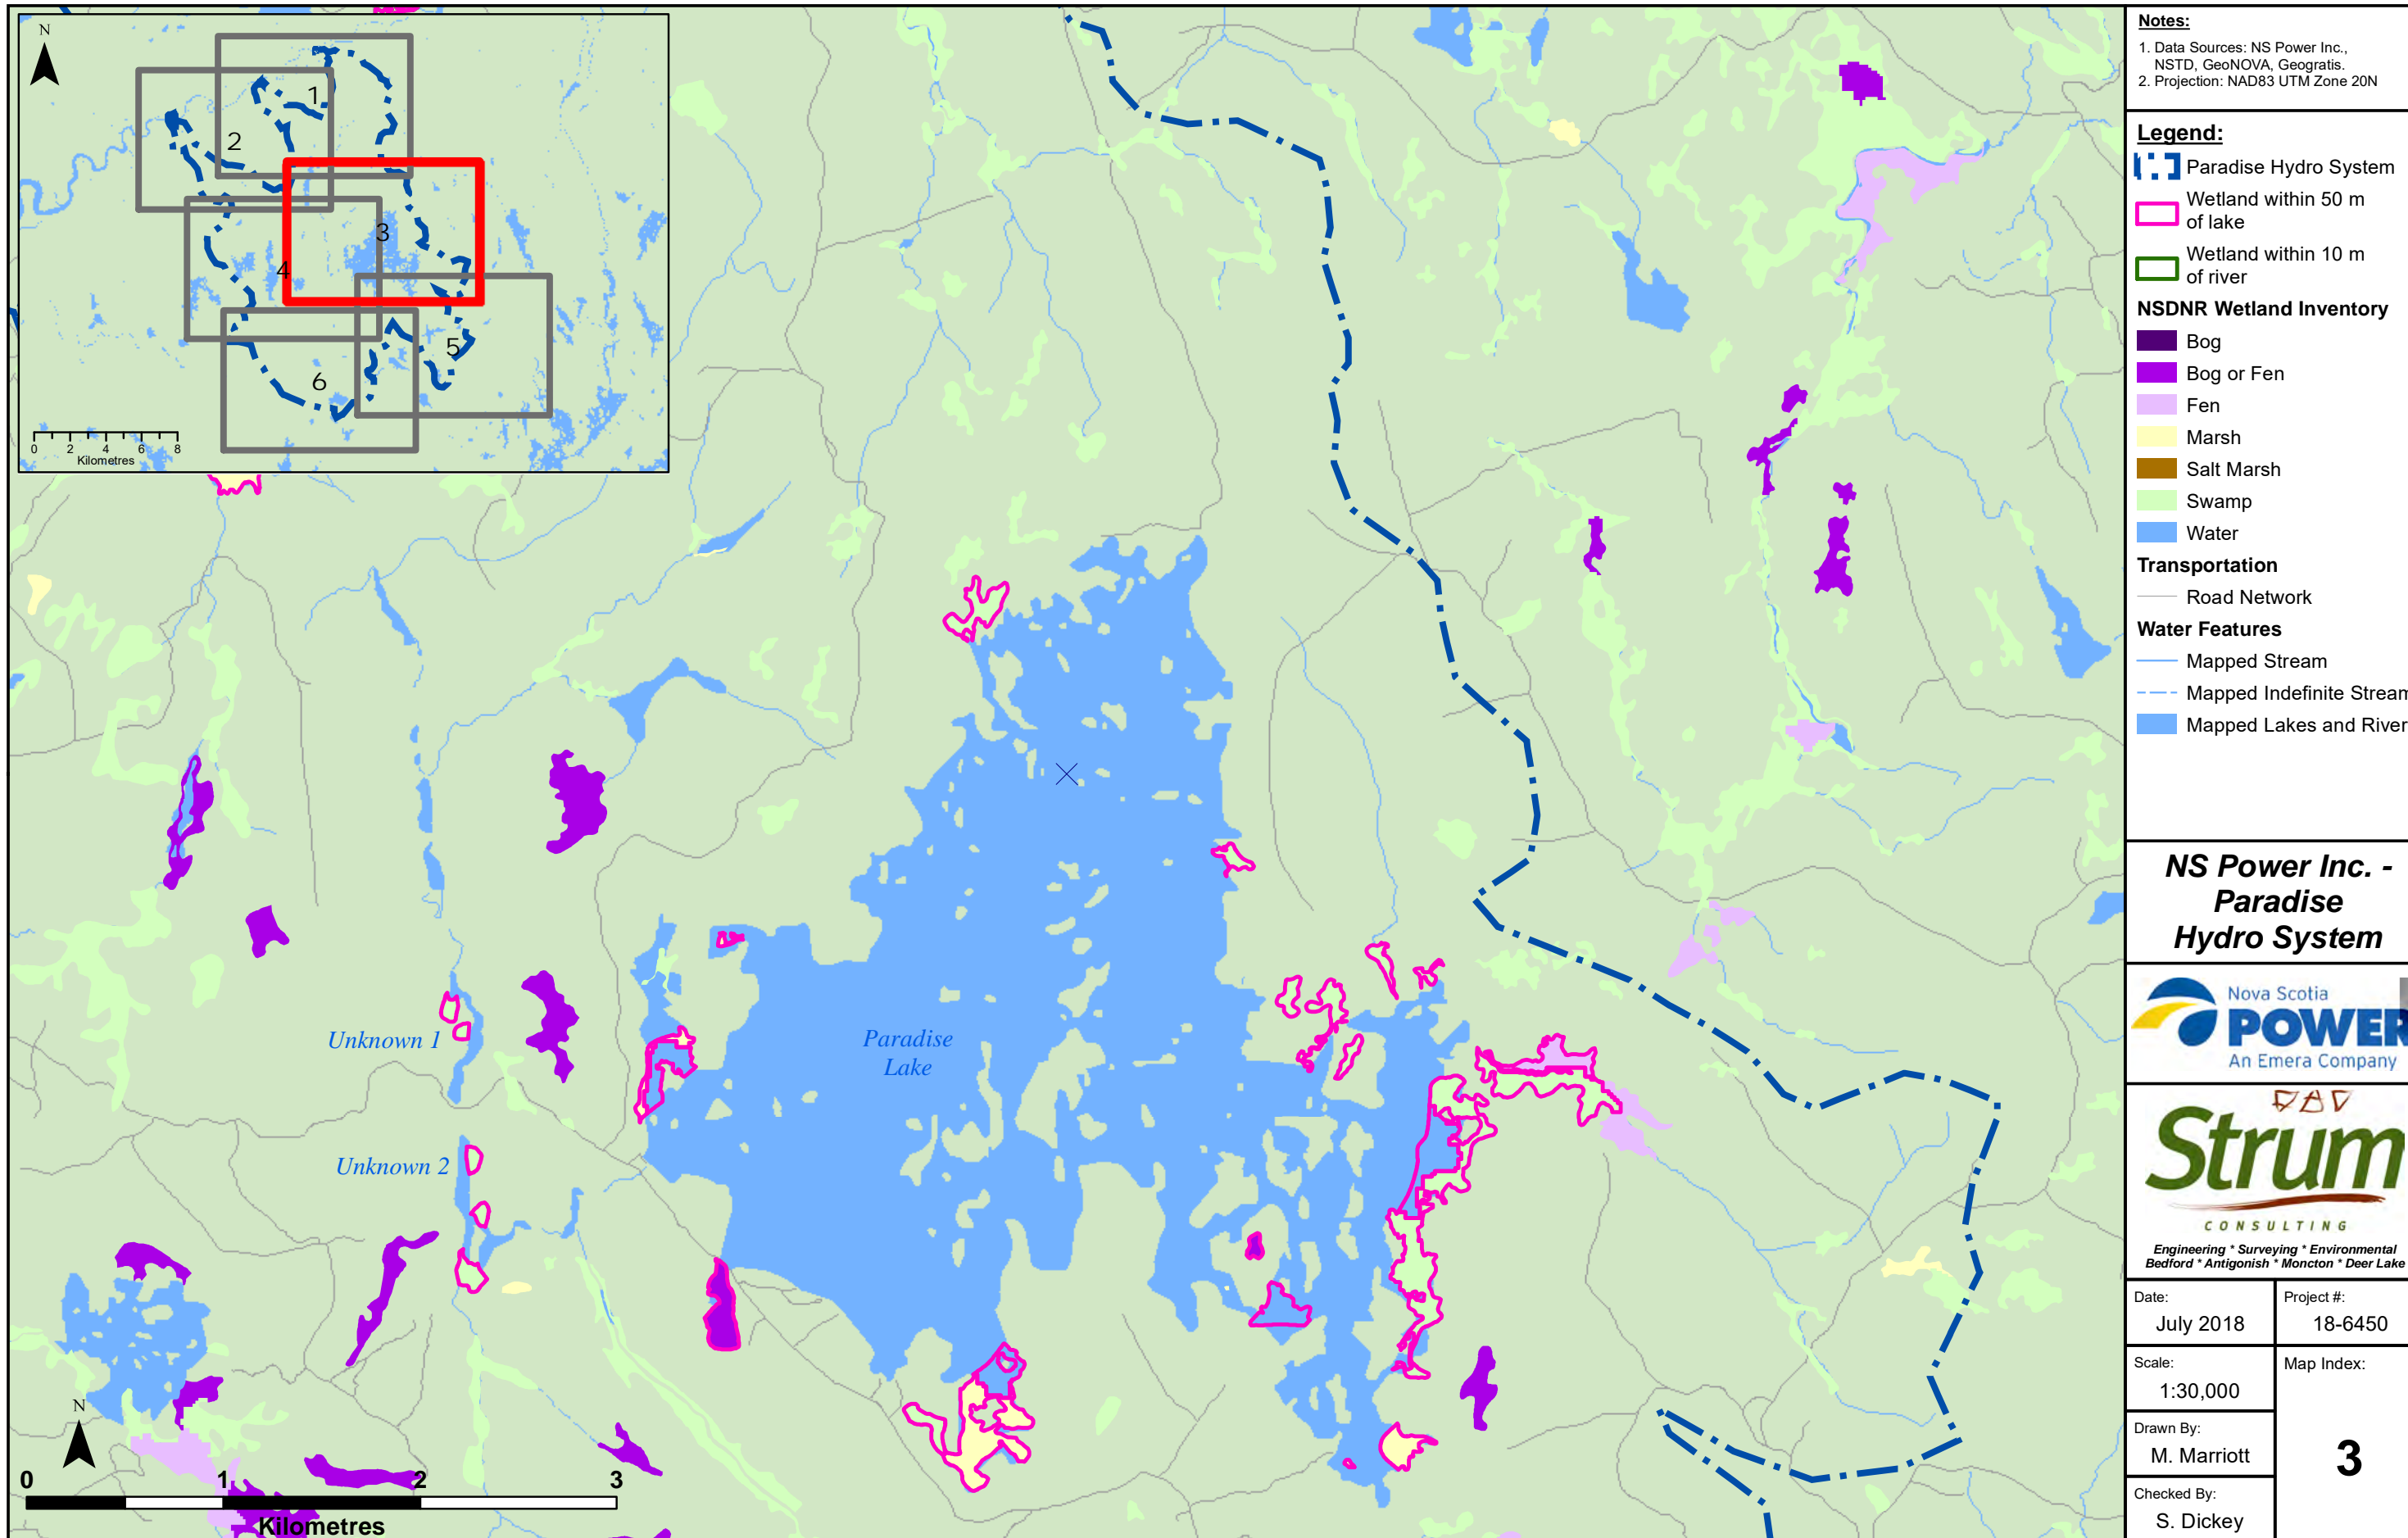 N
1
2
3
4
5
6
0 2 4 6 8
Kilometres
Unknown 1
Unknown 2
Paradise
Lake
N
0 1 2 3
Kilometres
Notes:
1. Data Sources: NS Power Inc.,
NSTD, GeoNOVA, Geogratis.
2. Projection: NAD83 UTM Zone 20N
Legend:
Paradise Hydro System
Wetland within 50 m
of lake
Wetland within 10 m
of river
NSDNR Wetland Inventory
Bog
Bog or Fen
Fen
Marsh
Salt Marsh
Swamp
Water
Transportation
Road Network
Water Features
Mapped Stream
Mapped Indefinite Stream
Mapped Lakes and River
NS Power Inc. -
Paradise
Hydro System
Nova Scotia
POWER
An Emera Company
Strum
CONSULTING
Engineering * Surveying * Environmental
Bedford * Antigonish * Moncton * Deer Lake
Date:
July 2018
Project #:
18-6450
Scale:
1:30,000
Map Index:
3
Drawn By:
M. Marriott
Checked By:
S. Dickey